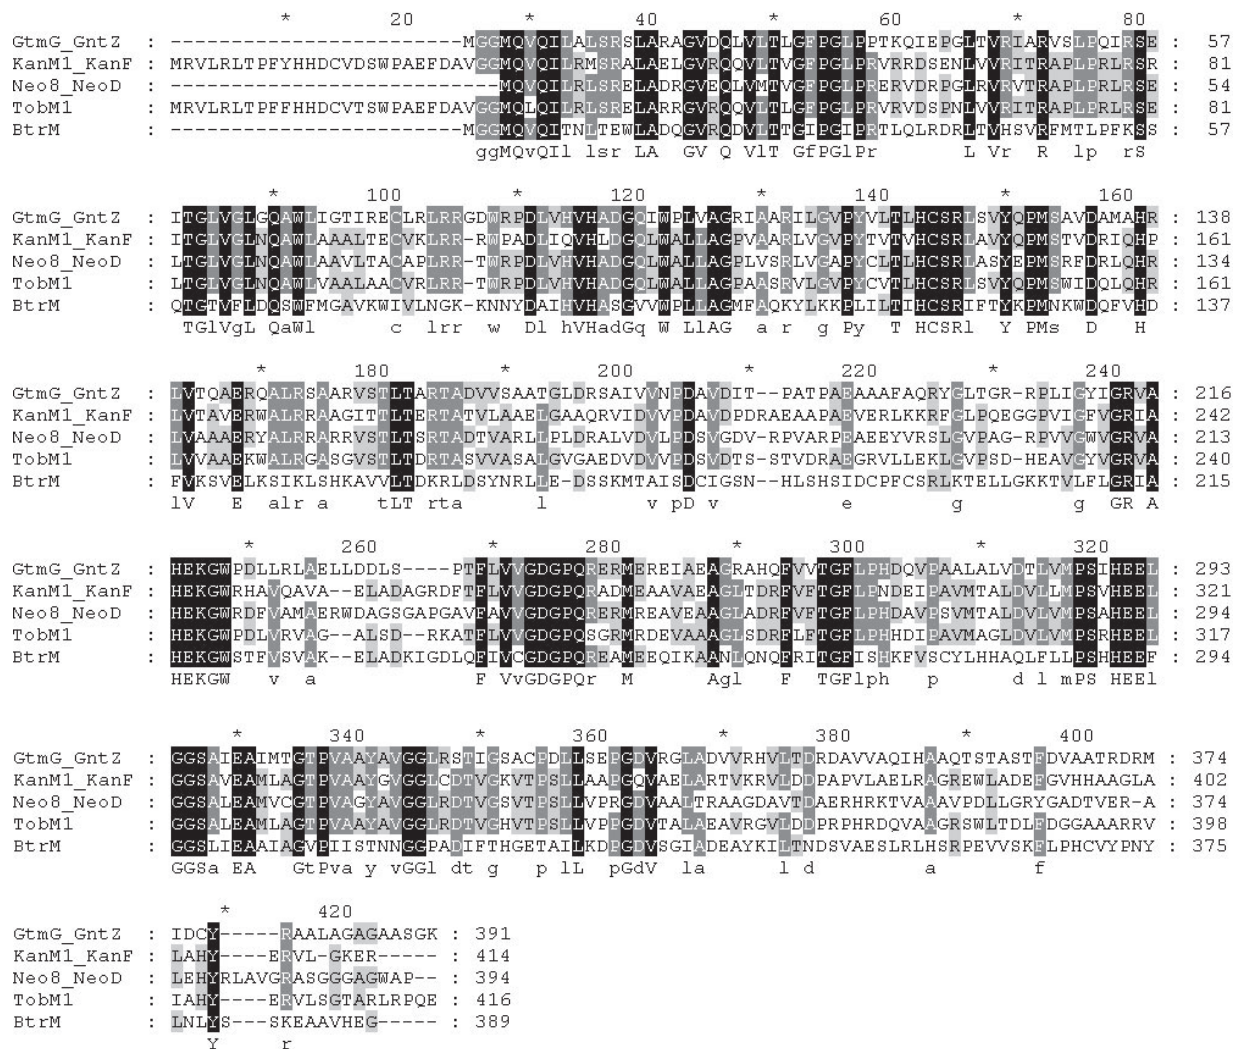 * 20 * 40 * 60 * 80
GtmG_GntZ : ------------------------MGGMQVQILALSRSLARAGVDQLVLTLGFPGLPPTKQIEPGLTVRIARVSLPQIRSE : 57
KanM1_KanF : MRVLRLTPFYHHDCVDSWPAEFDAVGGMQVQILRMSRALAELGVRQQVLTVGFPGLPRVRRDSENLVVRITRAPLPRLRSR : 81
Neo8_NeoD : ---------------------------MQVQILRLSRELADRGVEQLVMTVGFPGLPRERVDRPGLRVRVTRAPLPRLRSE : 54
TobM1 : MRVLRLTPFFHHDCVTSWPAEFDAVGGMQLQILRLSRELARRGVRQQVLTVGFPGLPRVRVDSPNLVVRITRAPLPRLRSE : 81
BtrM : ------------------------MGGMQVQITNLTEWLADQGVRQDVLTTGIPGIPRTLQLRDRLTVHSVRFMTLPFKSS : 57
ggMQvQIl lsr LA GV Q VlT GfPGlPr L Vr R lp rS
* 100 * 120 * 140 * 160
GtmG_GntZ : ITGLVGLGQAWLIGTIRECLRLRRGDWRPDLVHVHADGQIWPLVAGRIAARILGVPYVLTLHCSRLSVYQPMSAVDAMAHR : 138
KanM1_KanF : ITGLVGLNQAWLAAALTECVKLRR-RWPADLIQVHLDGQLWALLAGPVAARLVGVPYTVTVHCSRLAVYQPMSTVDRIQHP : 161
Neo8_NeoD : LTGLVGLNQAWLAAVLTACAPLRR-TWRPDLVHVHADGQLWALLAGPLVSRLVGAPYCLTLHCSRLASYEPMSRFDRLQHR : 134
TobM1 : LTGLVGLNQAWLVAALAACVRLRR-TWRPDLVHVHADGQLWALLAGPAASRLVGVPYCVTLHCSRLAVYQPMSWIDQLQHR : 161
BtrM : QTGTVFLDQSWFMGAVKWIVLNGK-KNNYDAIHVHASGVVWPLLAGMFAQKYLKKPLILTLHCSRIFTYKPMNKWDQFVHD : 137
TGlVgL QaWl c lrr w Dl hVHadGq W LlAG a r g Py T HCSRl Y PMs D H
* 180 * 200 * 220 * 240
GtmG_GntZ : LVTQAERQALRSAARVSTLTARTADVVSAATGLDRSAIVVNPDAVDIT--PATPAEAAAFAQRYGLTGR-RPLIGYIGRVA : 216
KanM1_KanF : LVTAVERWALRRAAGITTLTERTATVLAAELGAAQRVIDVVPDAVDPDRAEAAPAEVERLKKRFGLPQEGGPVIGFVGRIA : 242
Neo8_NeoD : LVAAAERYALRRARRVSTLTSRTADTVARLLPLDRALVDVLPDSVGDV-RPVARPEAEEYVRSLGVPAG-RPVVGWVGRVA : 213
TobM1 : LVVAAEKWALRGASGVSTLTDRTASVVASALGVGAEDVDVVPDSVDTS-STVDRAEGRVLLEKLGVPSD-HEAVGYVGRVA : 240
BtrM : FVKSVELKSIKLSHKAVVLTDKRLDSYNRLLE-DSSKMTAISDCIGSN--HLSHSIDCPFCSRLKTELLGKKTVLFLGRIA : 215
lV E alr a tLT rta l v pD v e g g GR A
* 260 * 280 * 300 * 320
GtmG_GntZ : HEKGWPDLLRLAELLDDLS----PTFLVVGDGPQRERMEREIAEAGRAHQFVVTGFLPHDQVPAALALVDTLVMPSIHEEL : 293
KanM1_KanF : HEKGWRHAVQAVA--ELADAGRDFTFLVVGDGPQRADMEAAVAEAGLTDRFVFTGFLPNDEIPAVMTALDVLLMPSVHEEL : 321
Neo8_NeoD : HEKGWRDFVAMAERWDAGSGAPGAVFAVVGDGPQRERMREAVEAAGLADRFVFTGFLPHDAVPSVMTALDVLVMPSAHEEL : 294
TobM1 : HEKGWPDLVRVAG--ALSD--RKATFLVVGDGPQSGRMRDEVAAAGLSDRFLFTGFLPHHDIPAVMAGLDVLVMPSRHEEL : 317
BtrM : HEKGWSTFVSVAK--ELADKIGDLQFIVCGDGPQREAMEEQIKAANLQNQFRITGFISHKFVSCYLHHAQLFLLPSHHEEF : 294
HEKGW v a F VvGDGPQr M Agl F TGFlph p d l mPS HEEl
* 340 * 360 * 380 * 400
GtmG_GntZ : GGSAIEAIMTGTPVAAYAVGGLRSTIGSACPDLLSEPGDVRGLADVVRHVLTDRDAVVAQIHAAQTSTASTFDVAATRDRM : 374
KanM1_KanF : GGSAVEAMLAGTPVAAYGVGGLCDTVGKVTPSLLAAPGQVAELARTVKRVLDDPAPVLAELRAGREWLADEFGVHHAAGLA : 402
Neo8_NeoD : GGSALEAMVCGTPVAGYAVGGLRDTVGSVTPSLLVPRGDVAALTRAAGDAVTDAERHRKTVAAAVPDLLGRYGADTVER-A : 374
TobM1 : GGSALEAMLAGTPVAAYAVGGLRDTVGHVTPSLLVPPGDVTALAEAVRGVLDDPRPHRDQVAAGRSWLTDLFDGGAAARRV : 398
BtrM : GGSLIEAAIAGVPIISTNNGGPADIFTHGETAILKDPGDVSGIADEAYKILTNDSVAESLRLHSRPEVVSKFLPHCVYPNY : 375
GGSa EA GtPva y vGGl dt g p lL pGdV la l d a f
* 420
GtmG_GntZ : IDCY-----RAALAGAGAASGK : 391
KanM1_KanF : LAHY----ERVL-GKER----- : 414
Neo8_NeoD : LEHYRLAVGRASGGGAGWAP-- : 394
TobM1 : IAHY----ERVLSGTARLRPQE : 416
BtrM : LNLYS---SKEAAVHEG----- : 389
Y r